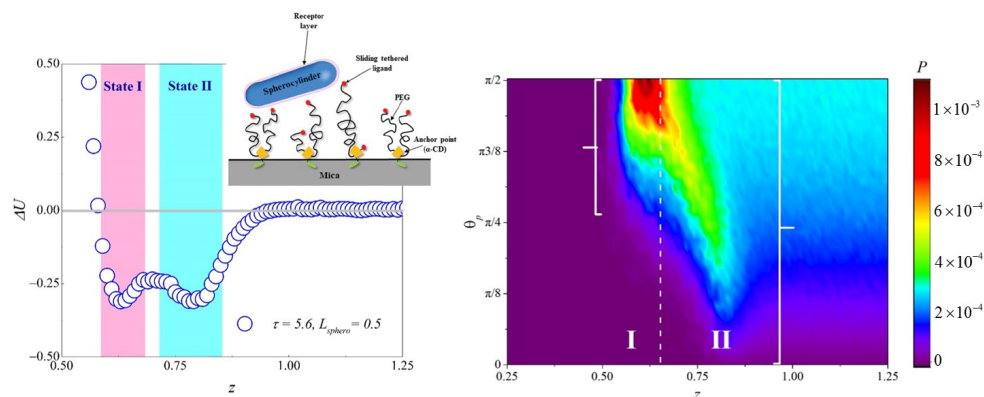 Receptor
layer
Sliding tethered
ligand
Spherocylinder
PEG
Anchor point
(α-CD)
Mica
0.50
0.25
0.00
−0.25
−0.50
ΔU
State I
State II
τ = 5.6, Lsphero = 0.5
0.50
0.75
1.00
1.25
z
π/2
π3/8
π/4
π/8
0
θp
I
II
0.25
0.50
0.75
1.00
1.25
z
P
1×10⁻³
8×10⁻⁴
6×10⁻⁴
4×10⁻⁴
2×10⁻⁴
0